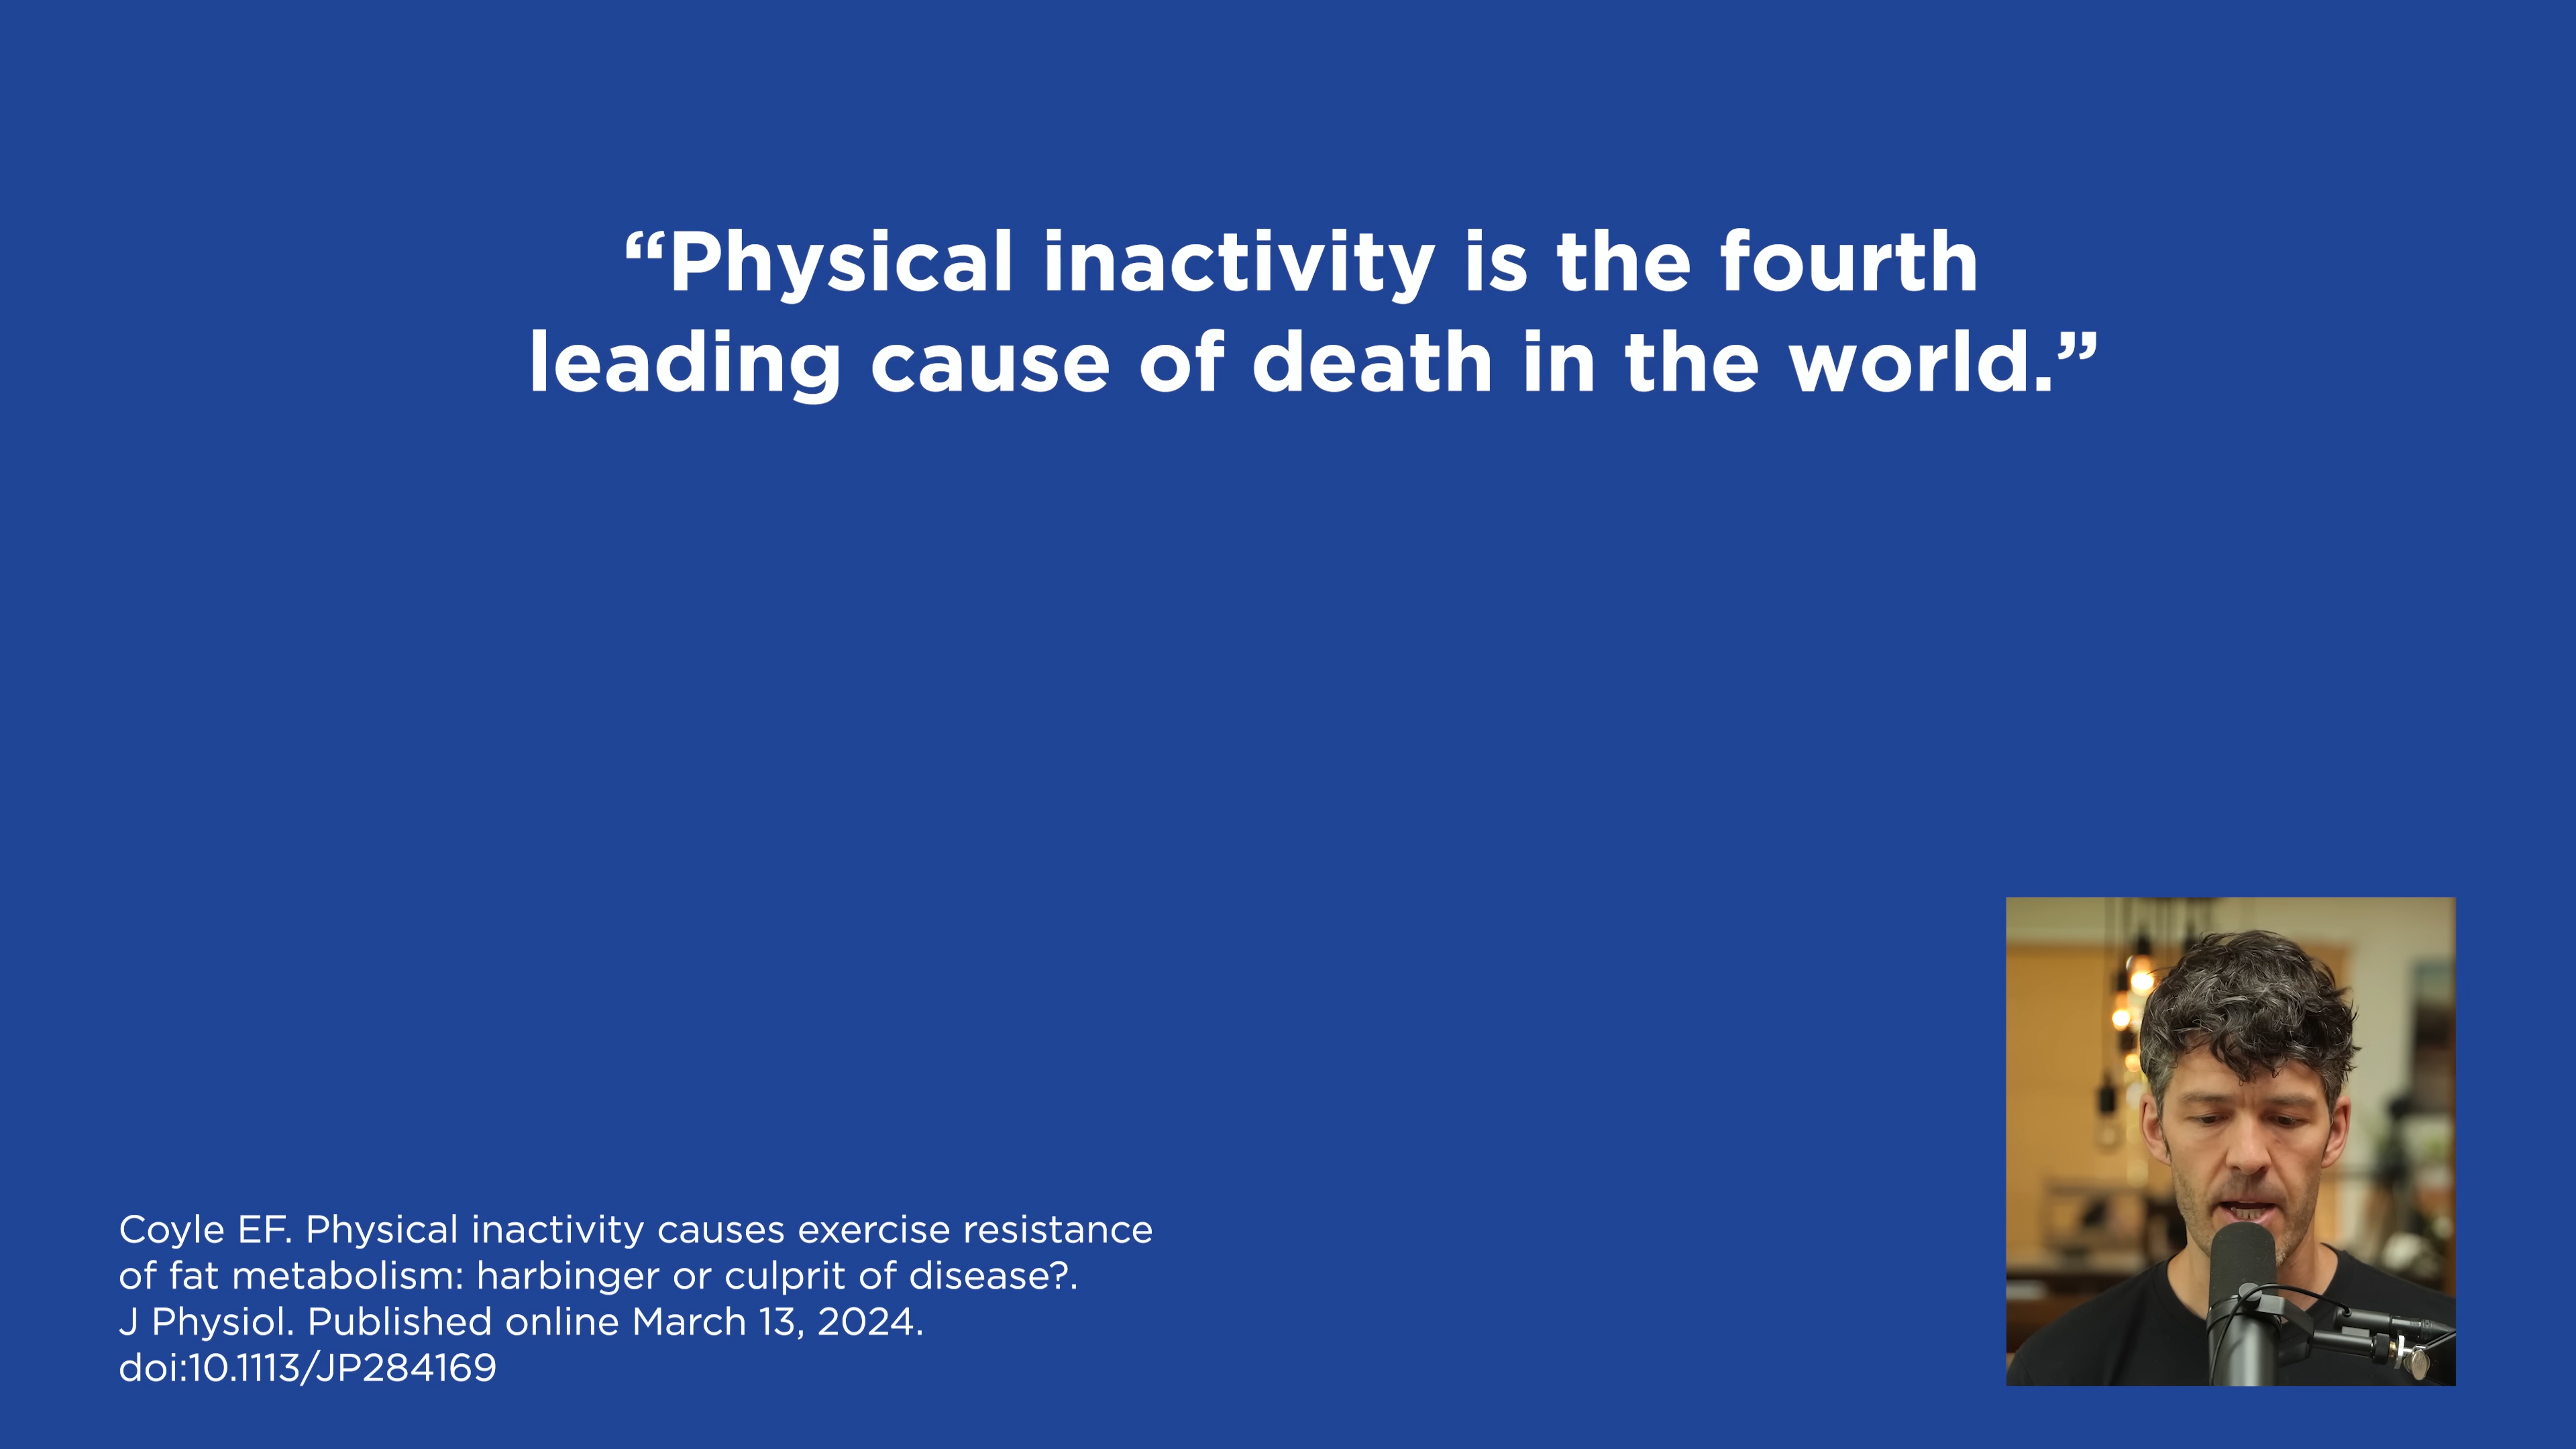 “Physical inactivity is the fourth
leading cause of death in the world.”
Coyle EF. Physical inactivity causes exercise resistance
of fat metabolism: harbinger or culprit of disease?.
J Physiol. Published online March 13, 2024.
doi:10.1113/JP284169